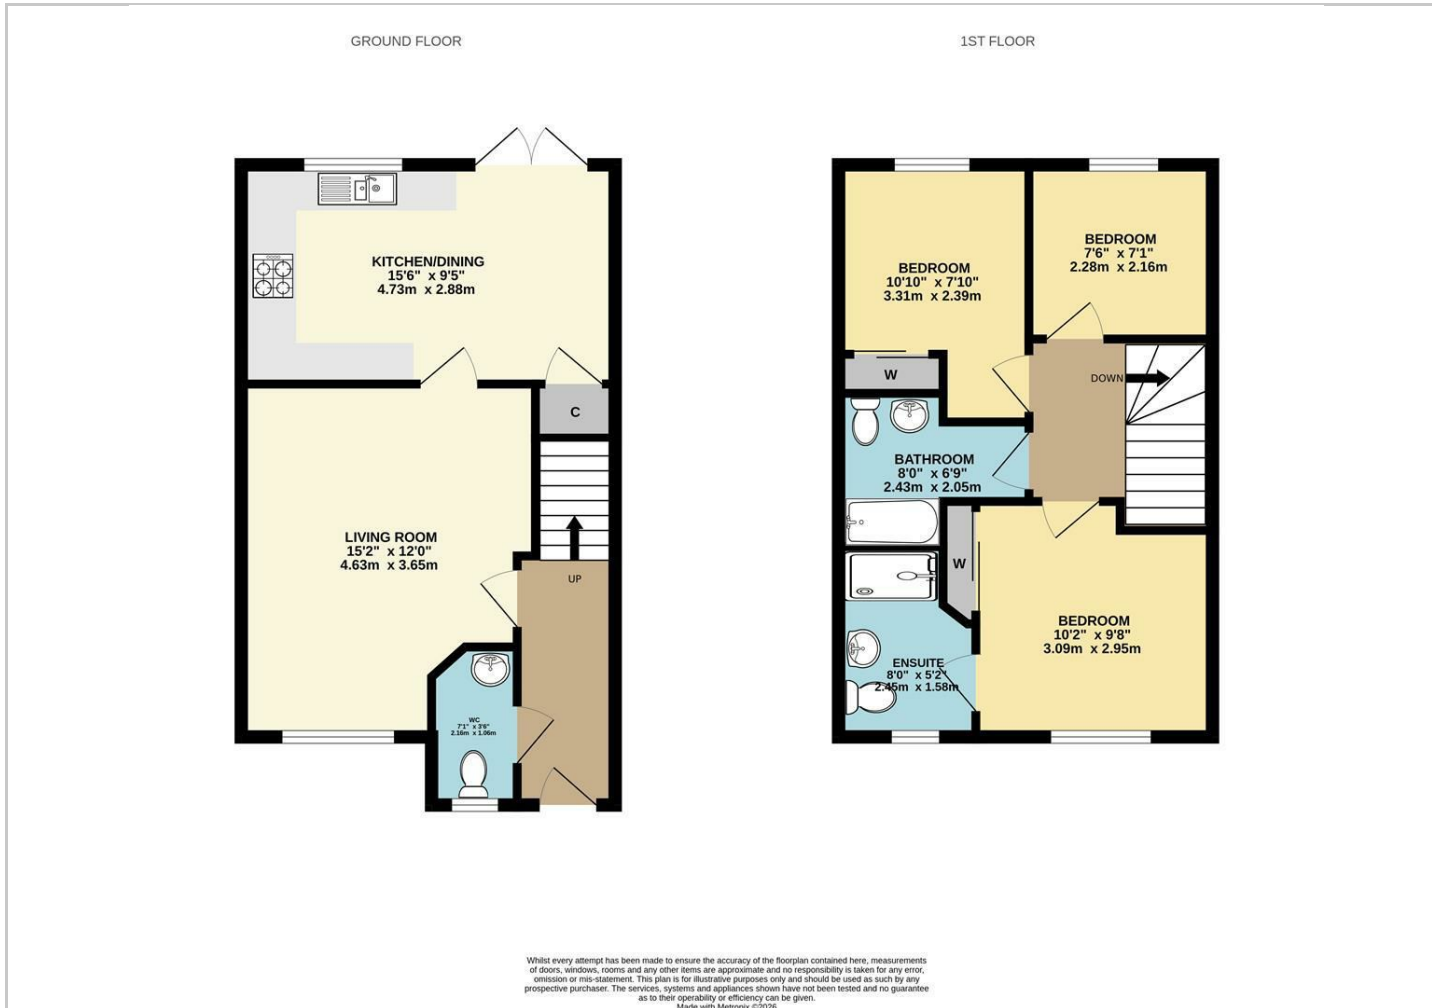 GROUND FLOOR
KITCHEN/DINING
15'6" x 9'5"
4.73m x 2.88m
C
LIVING ROOM
15'2" x 12'0"
4.63m x 3.65m
UP
WC
7'1" x 3'6"
2.16m x 1.06m
1ST FLOOR
BEDROOM
7'6" x 7'1"
2.28m x 2.16m
BEDROOM
10'10" x 7'10"
3.31m x 2.39m
W
DOWN
BATHROOM
8'0" x 6'9"
2.43m x 2.05m
W
BEDROOM
10'2" x 9'8"
3.09m x 2.95m
ENSUITE
8'0" x 5'2"
2.45m x 1.58m
Whilst every attempt has been made to ensure the accuracy of the floorplan contained here, measurements
of doors, windows, rooms and any other items are approximate and no responsibility is taken for any error,
omission or mis-statement. This plan is for illustrative purposes only and should be used as such by any
prospective purchaser. The services, systems and appliances shown have not been tested and no guarantee
as to their operability or efficiency can be given.
Made with Metropix ©2026